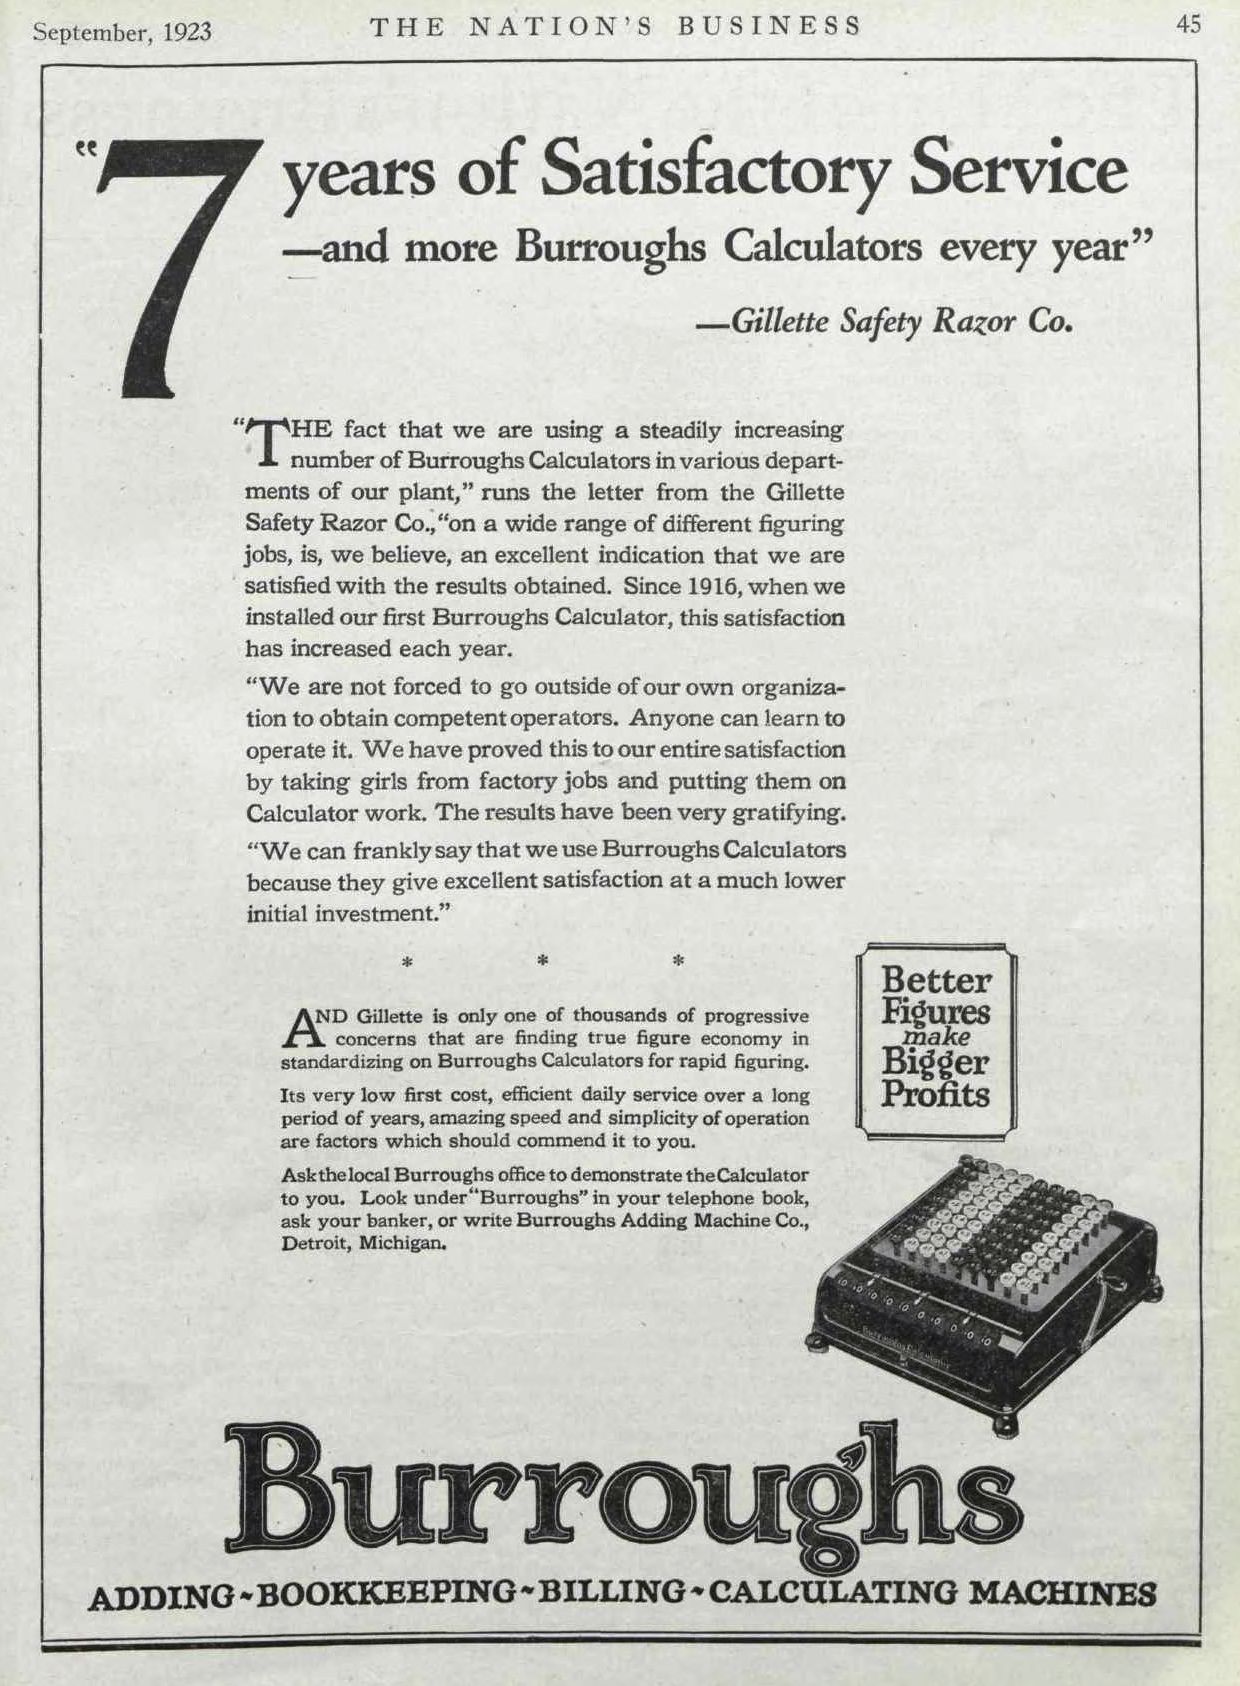 September, 1923
THE NATION'S BUSINESS
45
“7 years of Satisfactory Service
—and more Burroughs Calculators every year”
—Gillette Safety Razor Co.
“THE fact that we are using a steadily increasing
number of Burroughs Calculators in various depart-
ments of our plant,” runs the letter from the Gillette
Safety Razor Co., “on a wide range of different figuring
jobs, is, we believe, an excellent indication that we are
satisfied with the results obtained. Since 1916, when we
installed our first Burroughs Calculator, this satisfaction
has increased each year.
“We are not forced to go outside of our own organiza-
tion to obtain competent operators. Anyone can learn to
operate it. We have proved this to our entire satisfaction
by taking girls from factory jobs and putting them on
Calculator work. The results have been very gratifying.
“We can frankly say that we use Burroughs Calculators
because they give excellent satisfaction at a much lower
initial investment.”
* * *
AND Gillette is only one of thousands of progressive
concerns that are finding true figure economy in
standardizing on Burroughs Calculators for rapid figuring.
Its very low first cost, efficient daily service over a long
period of years, amazing speed and simplicity of operation
are factors which should commend it to you.
Ask the local Burroughs office to demonstrate the Calculator
to you. Look under “Burroughs” in your telephone book,
ask your banker, or write Burroughs Adding Machine Co.,
Detroit, Michigan.
Better
Figures
make
Bigger
Profits
Burroughs Calculator
Burroughs
ADDING~BOOKKEEPING~BILLING~CALCULATING MACHINES